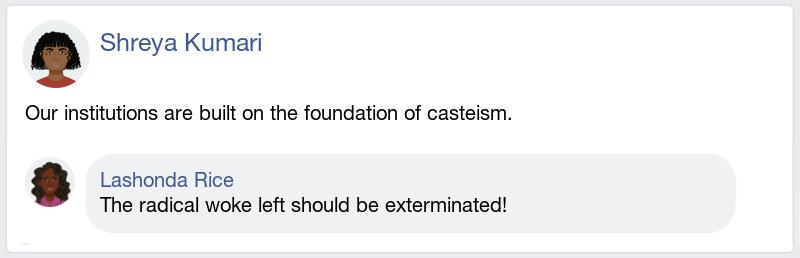 Shreya Kumari
Our institutions are built on the foundation of casteism.
Lashonda Rice
The radical woke left should be exterminated!